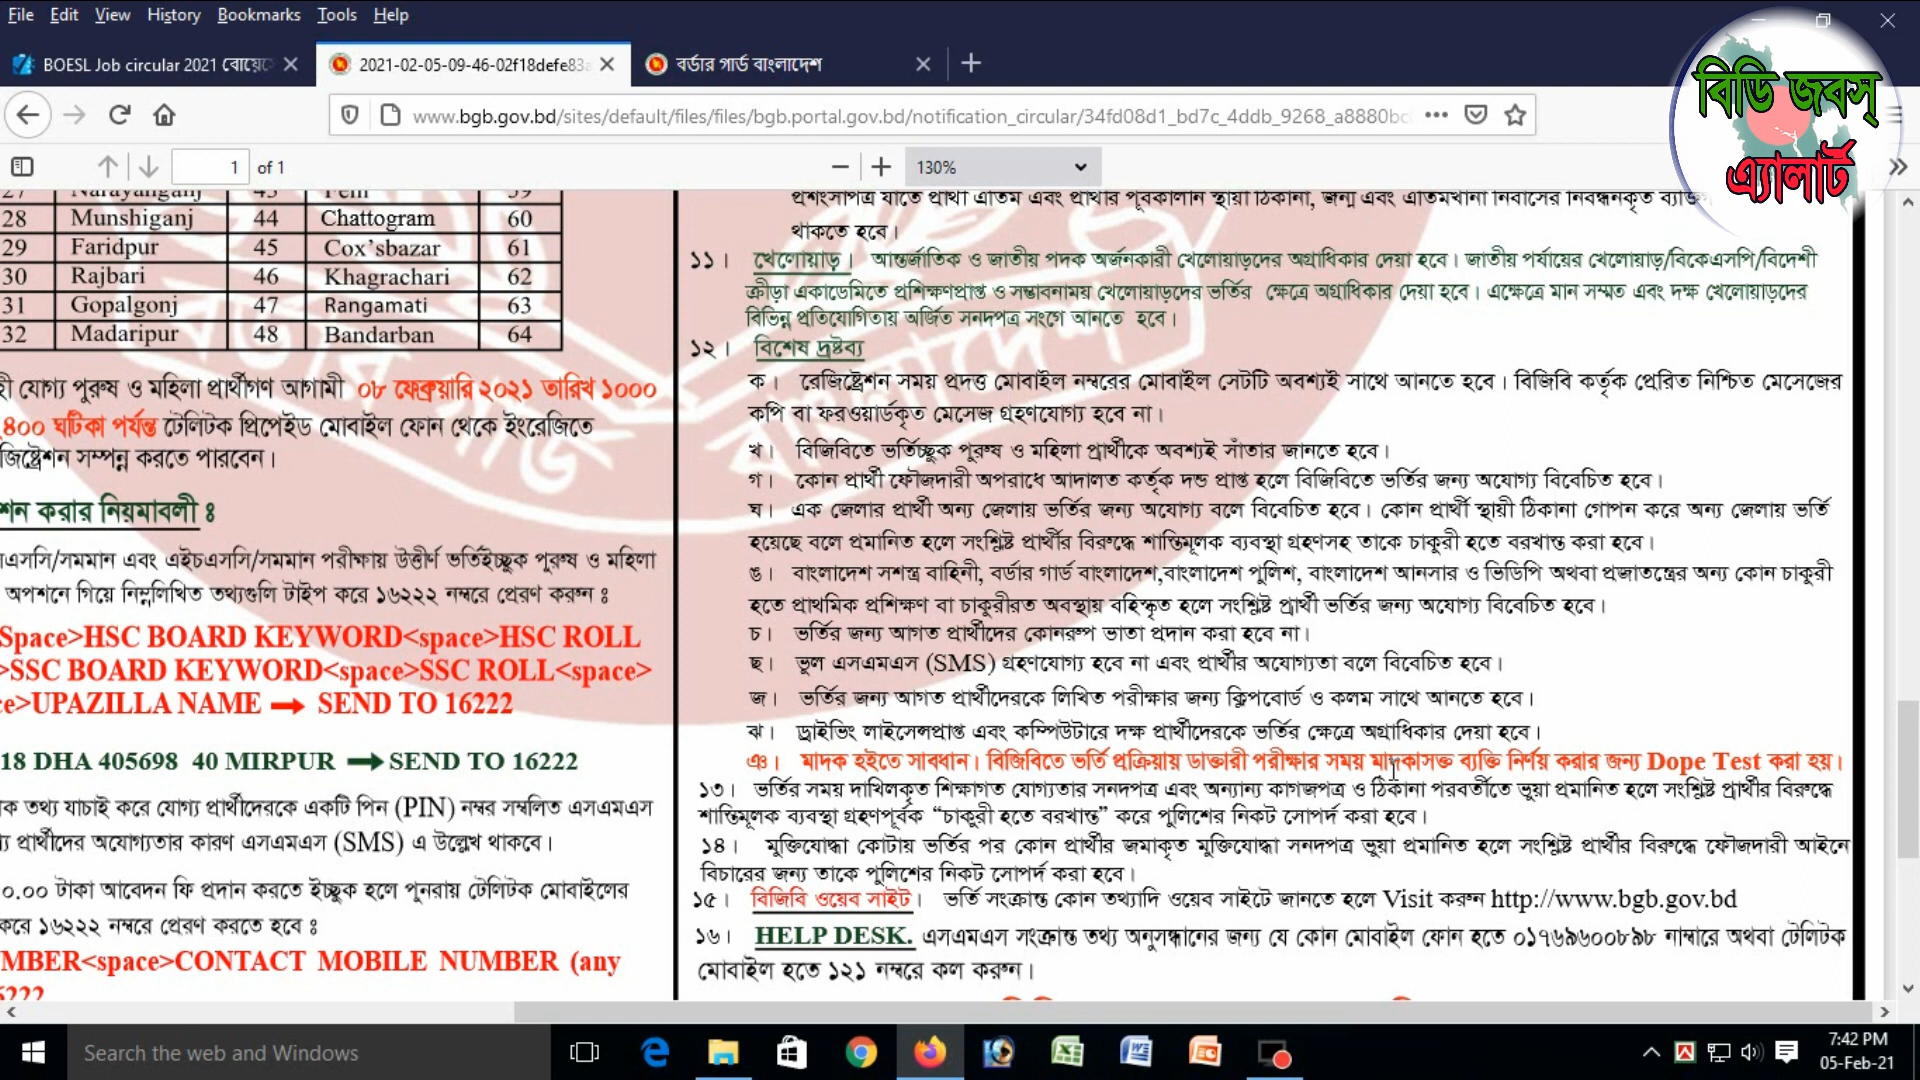 File Edit View History Bookmarks Tools Help
BOESL Job circular 2021
2021-02-05-09-46-02f18defe83
বর্ডার গার্ড বাংলাদেশ
www.bgb.gov.bd/sites/default/files/files/bgb.portal.gov.bd/notification_circular/34fd08d1_bd7c_4ddb_9268_a8880bc
বিডি জবস্
এ্যালার্ট
1 of 1
130%
27 Narayanganj 43 Feni 59
28 Munshiganj 44 Chattogram 60
29 Faridpur 45 Cox'sbazar 61
30 Rajbari 46 Khagrachari 62
31 Gopalgonj 47 Rangamati 63
32 Madaripur 48 Bandarban 64
হী যোগ্য পুরুষ ও মহিলা প্রার্থীগণ আগামী ০৮ ফেব্রুয়ারি ২০২১ তারিখ ১০০০
৪০০ ঘটিকা পর্যন্ত টেলিটক প্রিপেইড মোবাইল ফোন থেকে ইংরেজিতে
জিষ্ট্রেশন সম্পন্ন করতে পারবেন।
শন করার নিয়মাবলী ঃ
এসসি/সমমান এবং এইচএসসি/সমমান পরীক্ষায় উত্তীর্ণ ভর্তিইচ্ছুক পুরুষ ও মহিলা
অপশনে গিয়ে নিম্নলিখিত তথ্যগুলি টাইপ করে ১৬২২২ নম্বরে প্রেরণ করুন ঃ
Space>HSC BOARD KEYWORD<space>HSC ROLL
>SSC BOARD KEYWORD<space>SSC ROLL<space>
ce>UPAZILLA NAME → SEND TO 16222
18 DHA 405698 40 MIRPUR → SEND TO 16222
ক তথ্য যাচাই করে যোগ্য প্রার্থীদেরকে একটি পিন (PIN) নম্বর সম্বলিত এসএমএস
্য প্রার্থীদের অযোগ্যতার কারণ এসএমএস (SMS) এ উল্লেখ থাকবে।
০.০০ টাকা আবেদন ফি প্রদান করতে ইচ্ছুক হলে পুনরায় টেলিটক মোবাইলের
করে ১৬২২২ নম্বরে প্রেরণ করতে হবে ঃ
MBER<space>CONTACT MOBILE NUMBER (any
6222
প্রশংসাপত্র যাতে প্রার্থী এতিম এবং প্রার্থীর পূর্বকালীন স্থায়ী ঠিকানা, জন্ম এবং এতিমখানা নিবাসের নিবন্ধনকৃত
থাকতে হবে।
১১। খেলোয়াড়। আন্তর্জাতিক ও জাতীয় পদক অর্জনকারী খেলোয়াড়দের অগ্রাধিকার দেয়া হবে। জাতীয় পর্যায়ের খেলোয়াড়/বিকেএসপি/বিদেশী
ক্রীড়া একাডেমিতে প্রশিক্ষণপ্রাপ্ত ও সম্ভাবনাময় খেলোয়াড়দের ভর্তির ক্ষেত্রে অগ্রাধিকার দেয়া হবে। এক্ষেত্রে মান সম্মত এবং দক্ষ খেলোয়াড়দের
বিভিন্ন প্রতিযোগিতায় অর্জিত সনদপত্র সংগে আনতে হবে।
১২। বিশেষ দ্রষ্টব্য
ক। রেজিষ্ট্রেশন সময় প্রদত্ত মোবাইল নম্বরের মোবাইল সেটটি অবশ্যই সাথে আনতে হবে। বিজিবি কর্তৃক প্রেরিত নিশ্চিত মেসেজের
কপি বা ফরওয়ার্ডকৃত মেসেজ গ্রহণযোগ্য হবে না।
খ। বিজিবিতে ভর্তিচ্ছুক পুরুষ ও মহিলা প্রার্থীকে অবশ্যই সাঁতার জানতে হবে।
গ। কোন প্রার্থী ফৌজদারী অপরাধে আদালত কর্তৃক দন্ড প্রাপ্ত হলে বিজিবিতে ভর্তির জন্য অযোগ্য বিবেচিত হবে।
ঘ। এক জেলার প্রার্থী অন্য জেলায় ভর্তির জন্য অযোগ্য বলে বিবেচিত হবে। কোন প্রার্থী স্থায়ী ঠিকানা গোপন করে অন্য জেলায় ভর্তি
হয়েছে বলে প্রমানিত হলে সংশ্লিষ্ট প্রার্থীর বিরুদ্ধে শাস্তিমূলক ব্যবস্থা গ্রহণসহ তাকে চাকুরী হতে বরখাস্ত করা হবে।
ঙ। বাংলাদেশ সশস্ত্র বাহিনী, বর্ডার গার্ড বাংলাদেশ,বাংলাদেশ পুলিশ, বাংলাদেশ আনসার ও ভিডিপি অথবা প্রজাতন্ত্রের অন্য কোন চাকুরী
হতে প্রাথমিক প্রশিক্ষণ বা চাকুরীরত অবস্থায় বহিস্কৃত হলে সংশ্লিষ্ট প্রার্থী ভর্তির জন্য অযোগ্য বিবেচিত হবে।
চ। ভর্তির জন্য আগত প্রার্থীদের কোনরুপ ভাতা প্রদান করা হবে না।
ছ। ভুল এসএমএস (SMS) গ্রহণযোগ্য হবে না এবং প্রার্থীর অযোগ্যতা বলে বিবেচিত হবে।
জ। ভর্তির জন্য আগত প্রার্থীদেরকে লিখিত পরীক্ষার জন্য ক্লিপবোর্ড ও কলম সাথে আনতে হবে।
ঝ। ড্রাইভিং লাইসেন্সপ্রাপ্ত এবং কম্পিউটারে দক্ষ প্রার্থীদেরকে ভর্তির ক্ষেত্রে অগ্রাধিকার দেয়া হবে।
ঞ। মাদক হইতে সাবধান। বিজিবিতে ভর্তি প্রক্রিয়ায় ডাক্তারী পরীক্ষার সময় মাদকাসক্ত ব্যক্তি নির্ণয় করার জন্য Dope Test করা হয়।
১৩। ভর্তির সময় দাখিলকৃত শিক্ষাগত যোগ্যতার সনদপত্র এবং অন্যান্য কাগজপত্র ও ঠিকানা পরবর্তীতে ভুয়া প্রমানিত হলে সংশ্লিষ্ট প্রার্থীর বিরুদ্ধে
শাস্তিমূলক ব্যবস্থা গ্রহণপূর্বক “চাকুরী হতে বরখাস্ত” করে পুলিশের নিকট সোপর্দ করা হবে।
১৪। মুক্তিযোদ্ধা কোটায় ভর্তির পর কোন প্রার্থীর জমাকৃত মুক্তিযোদ্ধা সনদপত্র ভুয়া প্রমানিত হলে সংশ্লিষ্ট প্রার্থীর বিরুদ্ধে ফৌজদারী আইনে
বিচারের জন্য তাকে পুলিশের নিকট সোপর্দ করা হবে।
১৫। বিজিবি ওয়েব সাইট। ভর্তি সংক্রান্ত কোন তথ্যাদি ওয়েব সাইটে জানতে হলে Visit করুন http://www.bgb.gov.bd
১৬। HELP DESK. এসএমএস সংক্রান্ত তথ্য অনুসন্ধানের জন্য যে কোন মোবাইল ফোন হতে ০১৭৬৯৬০০৮৯৮ নাম্বারে অথবা টেলিটক
মোবাইল হতে ১২১ নম্বরে কল করুন।
Search the web and Windows
7:42 PM
05-Feb-21